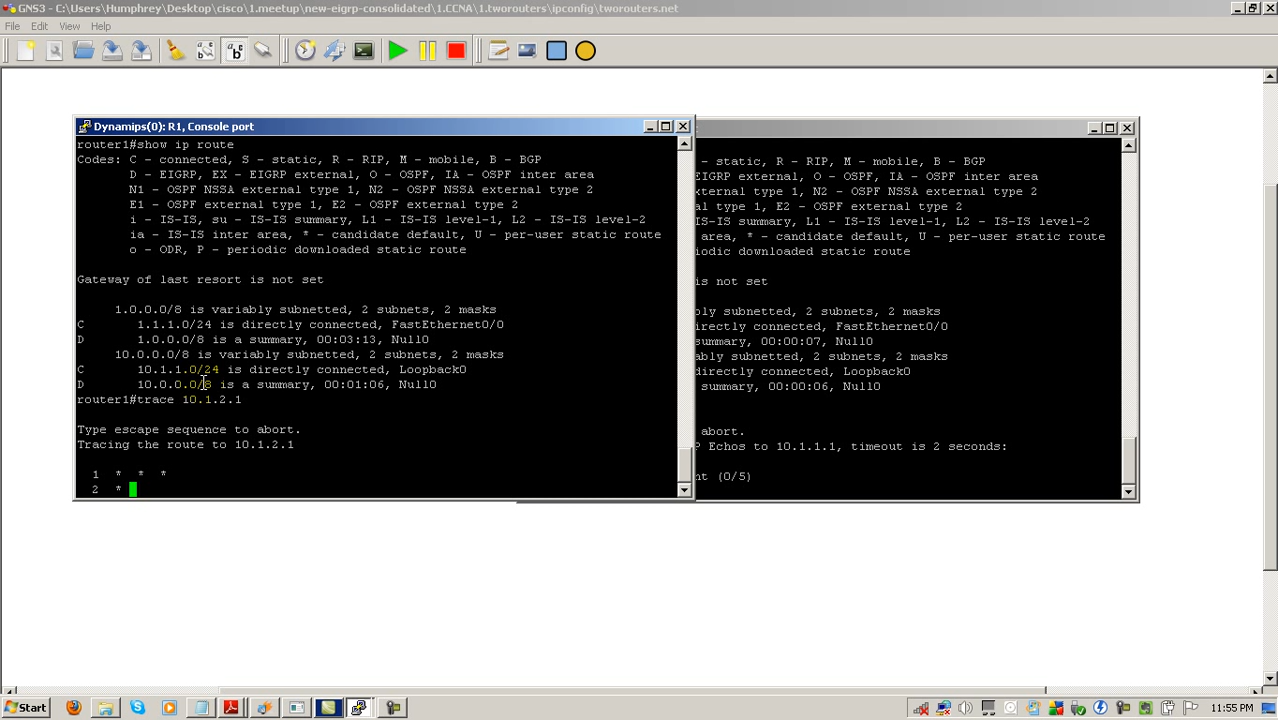 GNS3 - C:\Users\Humphrey\Desktop\cisco\1.meetup\new-eigrp-consolidated\1.CCNA\1.tworouters\ipconfig\tworouters.net
File Edit View Help
Dynamips(0): R1, Console port
router1#show ip route
Codes: C - connected, S - static, R - RIP, M - mobile, B - BGP
D - EIGRP, EX - EIGRP external, O - OSPF, IA - OSPF inter area
N1 - OSPF NSSA external type 1, N2 - OSPF NSSA external type 2
E1 - OSPF external type 1, E2 - OSPF external type 2
i - IS-IS, su - IS-IS summary, L1 - IS-IS level-1, L2 - IS-IS level-2
ia - IS-IS inter area, * - candidate default, U - per-user static route
o - ODR, P - periodic downloaded static route
Gateway of last resort is not set
1.0.0.0/8 is variably subnetted, 2 subnets, 2 masks
C 1.1.1.0/24 is directly connected, FastEthernet0/0
D 1.0.0.0/8 is a summary, 00:03:13, Null0
10.0.0.0/8 is variably subnetted, 2 subnets, 2 masks
C 10.1.1.0/24 is directly connected, Loopback0
D 10.0.0.0/8 is a summary, 00:01:06, Null0
router1#trace 10.1.2.1
Type escape sequence to abort.
Tracing the route to 10.1.2.1
1 * * *
2 *
- static, R - RIP, M - mobile, B - BGP
EIGRP external, O - OSPF, IA - OSPF inter area
xternal type 1, N2 - OSPF NSSA external type 2
ernal type 1, E2 - OSPF external type 2
IS-IS summary, L1 - IS-IS level-1, L2 - IS-IS level-2
area, * - candidate default, U - per-user static route
iodic downloaded static route
is not set
bly subnetted, 2 subnets, 2 masks
irectly connected, FastEthernet0/0
summary, 00:00:07, Null0
ably subnetted, 2 subnets, 2 masks
directly connected, Loopback0
summary, 00:00:06, Null0
abort.
P Echos to 10.1.1.1, timeout is 2 seconds:
nt (0/5)
Start
11:55 PM